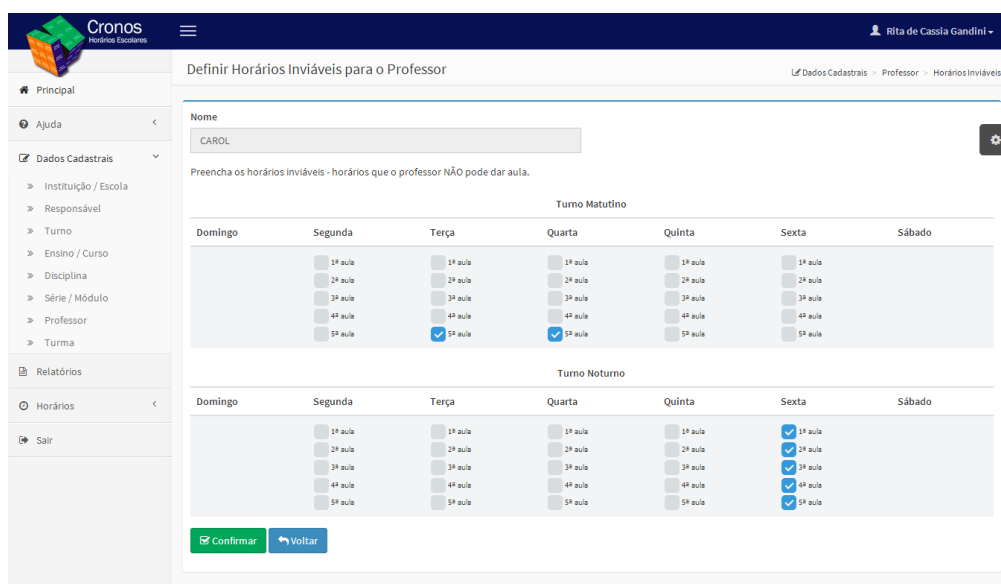 Cronos
Horários Escolares
Rita de Cassia Gandini
Definir Horários Inviáveis para o Professor
Dados Cadastrais > Professor > Horários Inviáveis
Principal
Ajuda
Dados Cadastrais
Instituição / Escola
Responsável
Turno
Ensino / Curso
Disciplina
Série / Módulo
Professor
Turma
Relatórios
Horários
Sair
Nome
CAROL
Preencha os horários inviáveis - horários que o professor NÃO pode dar aula.
Turno Matutino
Domingo Segunda Terça Quarta Quinta Sexta Sábado
1ª aula 1ª aula 1ª aula 1ª aula 1ª aula
2ª aula 2ª aula 2ª aula 2ª aula 2ª aula
3ª aula 3ª aula 3ª aula 3ª aula 3ª aula
4ª aula 4ª aula 4ª aula 4ª aula 4ª aula
5ª aula 5ª aula 5ª aula 5ª aula 5ª aula
Turno Noturno
Domingo Segunda Terça Quarta Quinta Sexta Sábado
1ª aula 1ª aula 1ª aula 1ª aula 1ª aula
2ª aula 2ª aula 2ª aula 2ª aula 2ª aula
3ª aula 3ª aula 3ª aula 3ª aula 3ª aula
4ª aula 4ª aula 4ª aula 4ª aula 4ª aula
5ª aula 5ª aula 5ª aula 5ª aula 5ª aula
Confirmar Voltar